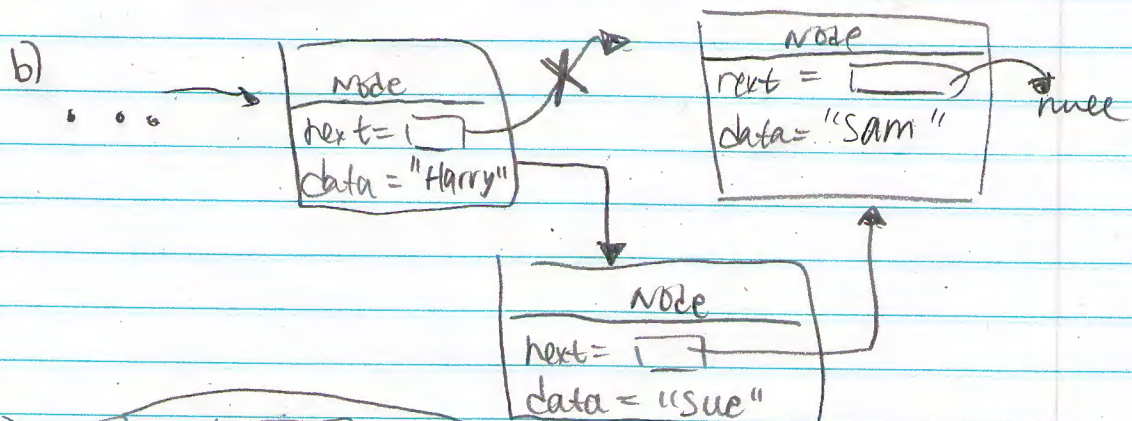 b)
...
Node
next =
data = "Harry"
Node
next =
data = "Sam"
null
Node
next =
data = "Sue"